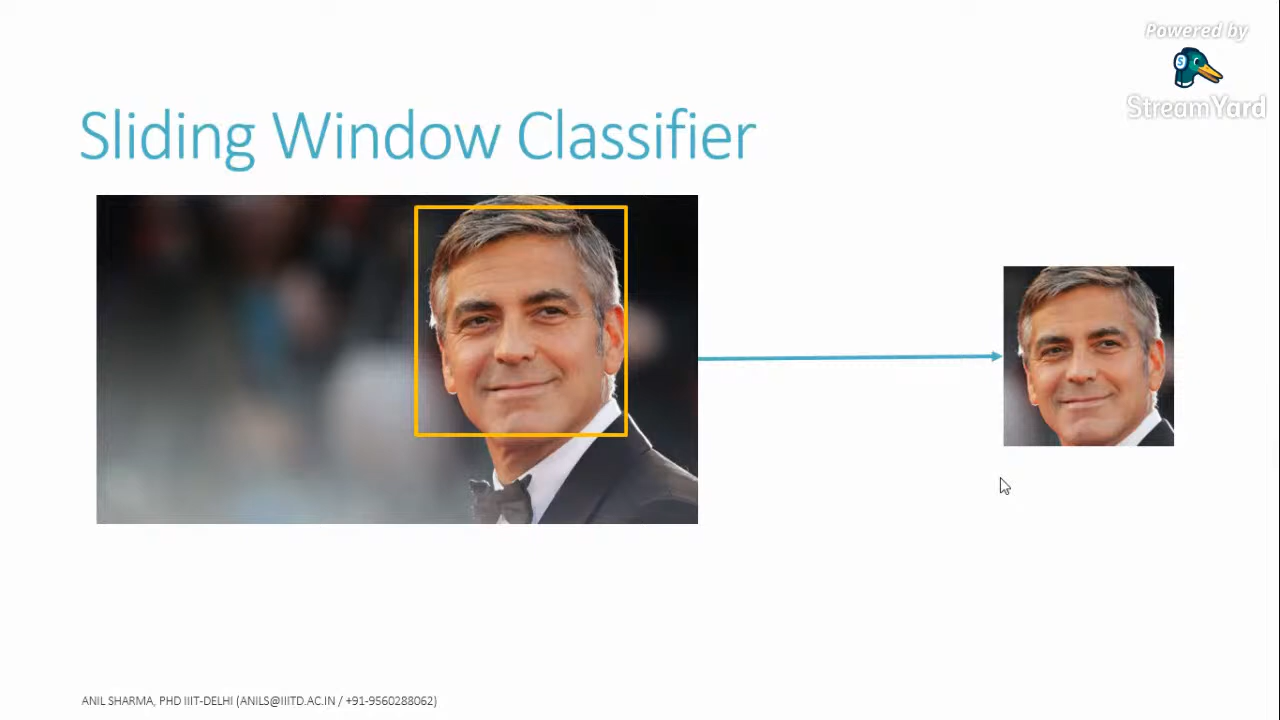 Powered by
StreamYard
Sliding Window Classifier
ANIL SHARMA, PHD IIIT-DELHI (ANILS@IIITD.AC.IN / +91-9560288062)